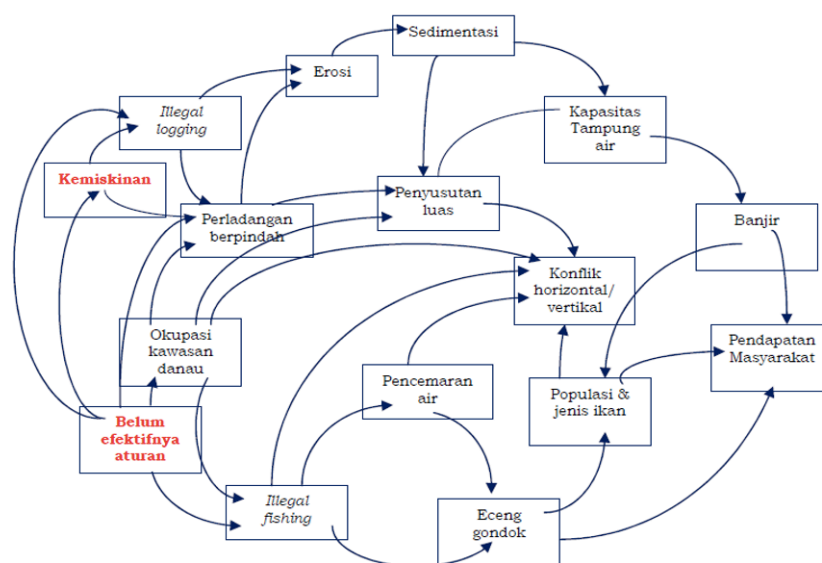 Sedimentasi
Erosi
Kapasitas
Tampung
air
Illegal
logging
Kemiskinan
Penyusutan
luas
Perladangan
berpindah
Banjir
Konflik
horizontal/
vertikal
Okupasi
kawasan
danau
Pendapatan
Masyarakat
Pencemaran
air
Populasi &
jenis ikan
Belum
efektifnya
aturan
Illegal
fishing
Eceng
gondok